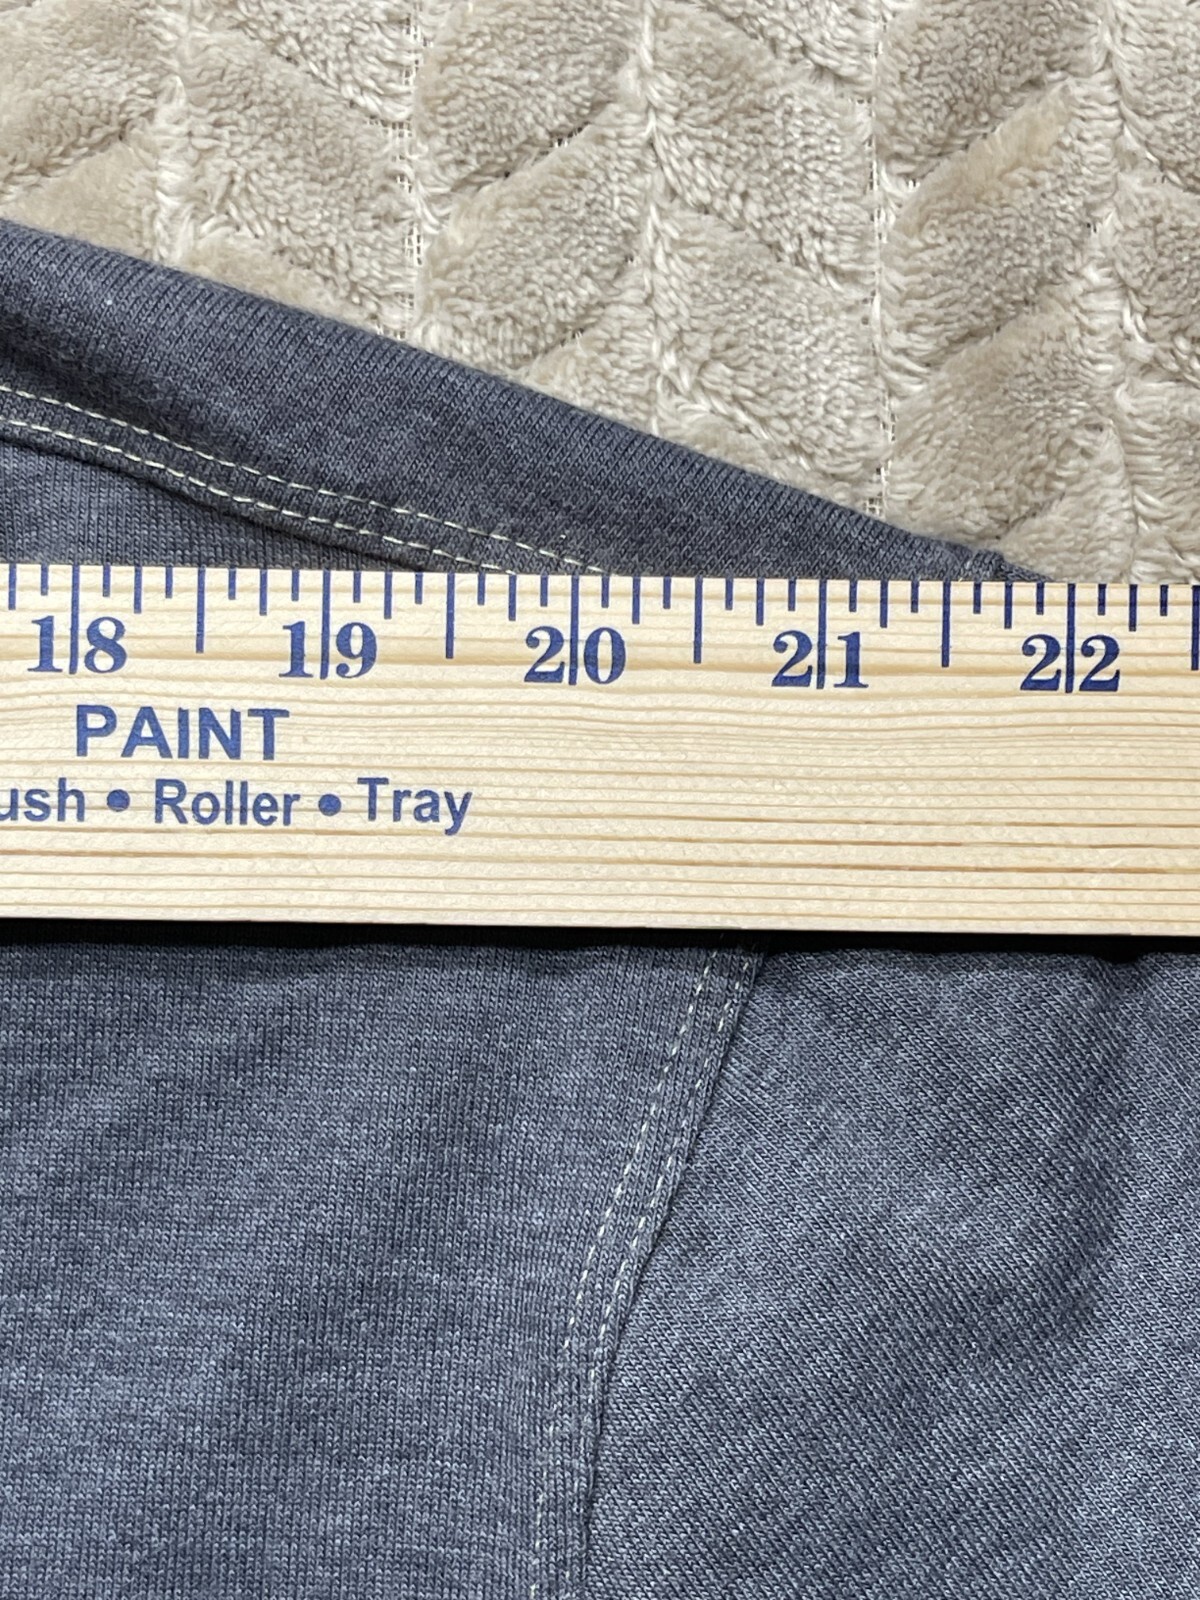 18 19 20 21 22
PAINT
ush • Roller • Tray